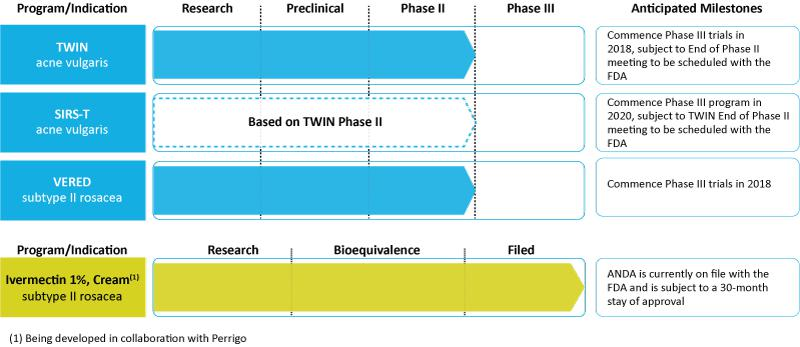 Program/Indication Research Preclinical Phase II Phase III Anticipated Milestones
TWIN
acne vulgaris
Commence Phase III trials in
2018, subject to End of Phase II
meeting to be scheduled with the
FDA
SIRS-T
acne vulgaris
Based on TWIN Phase II
Commence Phase III program in
2020, subject to TWIN End of Phase II
meeting to be scheduled with the
FDA
VERED
subtype II rosacea
Commence Phase III trials in 2018
Program/Indication Research Bioequivalence Filed
Ivermectin 1%, Cream(1)
subtype II rosacea
ANDA is currently on file with the
FDA and is subject to a 30-month
stay of approval
(1) Being developed in collaboration with Perrigo